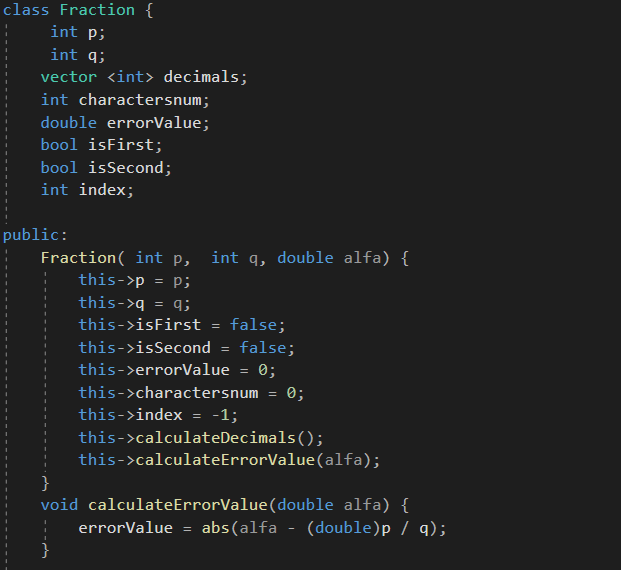 class Fraction {
int p;
int q;
vector <int> decimals;
int charactersnum;
double errorValue;
bool isFirst;
bool isSecond;
int index;
public:
Fraction( int p,  int q, double alfa) {
this->p = p;
this->q = q;
this->isFirst = false;
this->isSecond = false;
this->errorValue = 0;
this->charactersnum = 0;
this->index = -1;
this->calculateDecimals();
this->calculateErrorValue(alfa);
}
void calculateErrorValue(double alfa) {
errorValue = abs(alfa - (double)p / q);
}